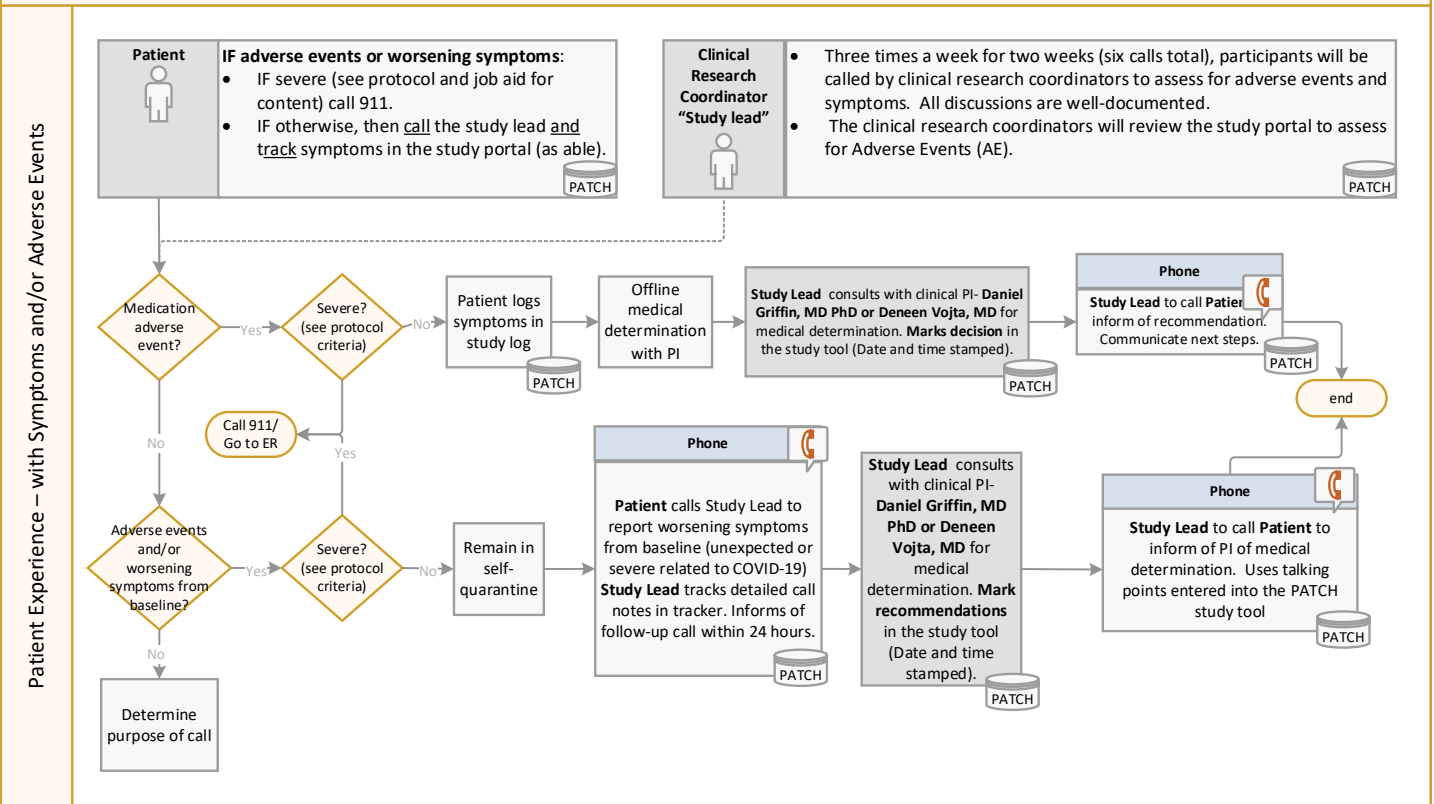 Patient Experience – with Symptoms and/or Adverse Events
Patient
IF adverse events or worsening symptoms:
• IF severe (see protocol and job aid for
content) call 911.
• IF otherwise, then call the study lead and
track symptoms in the study portal (as able).
PATCH
Clinical
Research
Coordinator
“Study lead”
• Three times a week for two weeks (six calls total), participants will be
called by clinical research coordinators to assess for adverse events and
symptoms. All discussions are well-documented.
• The clinical research coordinators will review the study portal to assess
for Adverse Events (AE).
PATCH
Medication
adverse
event?
Yes
Severe?
(see protocol
criteria)
No
Patient logs
symptoms in
study log
PATCH
Offline
medical
determination
with PI
Study Lead consults with clinical PI- Daniel
Griffin, MD PhD or Deneen Vojta, MD for
medical determination. Marks decision in
the study tool (Date and time stamped).
PATCH
Phone
Study Lead to call Patien
inform of recommendation.
Communicate next steps.
PATCH
end
No
Call 911/
Go to ER
Yes
Adverse events
and/or
worsening
symptoms from
baseline?
Yes
Severe?
(see protocol
criteria)
No
Remain in
self-
quarantine
Phone
Patient calls Study Lead to
report worsening symptoms
from baseline (unexpected or
severe related to COVID-19)
Study Lead tracks detailed call
notes in tracker. Informs of
follow-up call within 24 hours.
PATCH
Study Lead consults
with clinical PI-
Daniel Griffin, MD
PhD or Deneen
Vojta, MD for
medical
determination. Mark
recommendations
in the study tool
(Date and time
stamped).
PATCH
Phone
Study Lead to call Patient to
inform of PI of medical
determination. Uses talking
points entered into the PATCH
study tool
PATCH
No
Determine
purpose of call